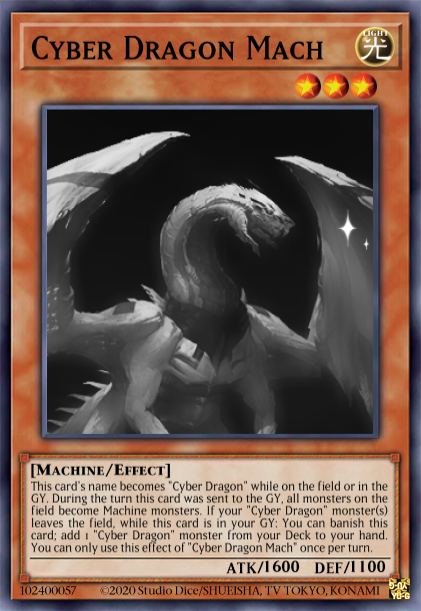 CYBER DRAGON MACH
LIGHT
光
[MACHINE/EFFECT]
This card's name becomes "Cyber Dragon" while on the field or in the
GY. During the turn this card was sent to the GY, all monsters on the
field become Machine monsters. If your "Cyber Dragon" monster(s)
leaves the field, while this card is in your GY: You can banish this
card; add 1 "Cyber Dragon" monster from your Deck to your hand.
You can only use this effect of "Cyber Dragon Mach" once per turn.
ATK/1600 DEF/1100
102400057 ©2020 Studio Dice/SHUEISHA, TV TOKYO, KONAMI